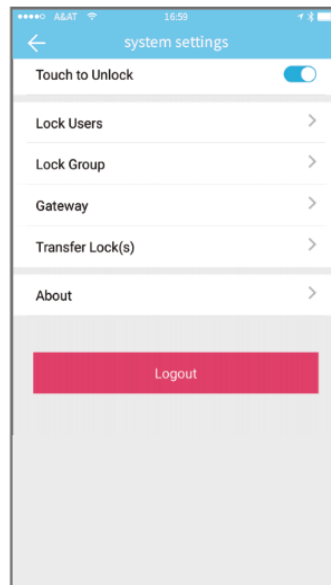 A&AT 16:59
system settings
Touch to Unlock
Lock Users
Lock Group
Gateway
Transfer Lock(s)
About
Logout